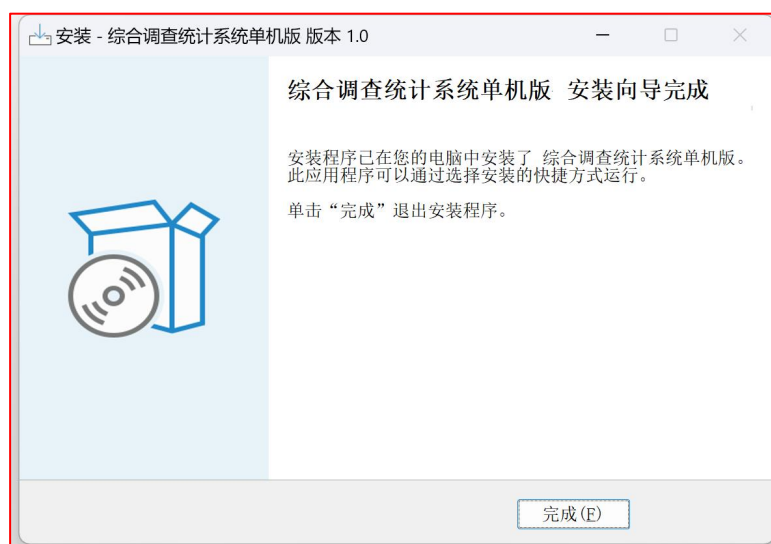 安装 - 综合调查统计系统单机版 版本 1.0
综合调查统计系统单机版 安装向导完成
安装程序已在您的电脑中安装了 综合调查统计系统单机版。
此应用程序可以通过选择安装的快捷方式运行。
单击“完成”退出安装程序。
完成(F)